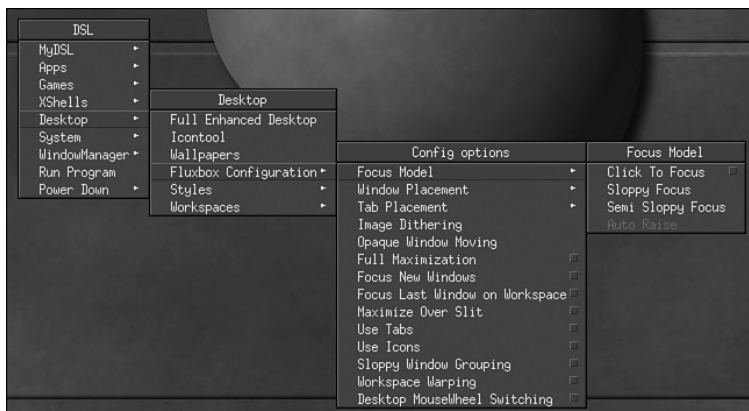 DSL
MyDSL
Apps
Games
XShells
Desktop
System
WindowManager
Run Program
Power Down
Desktop
Full Enhanced Desktop
Icontool
Wallpapers
Fluxbox Configuration
Styles
Workspaces
Config options
Focus Model
Window Placement
Tab Placement
Image Dithering
Opaque Window Moving
Full Maximization
Focus New Windows
Focus Last Window on Workspace
Maximize Over Slit
Use Tabs
Use Icons
Sloppy Window Grouping
Workspace Warping
Desktop MouseWheel Switching
Focus Model
Click To Focus
Sloppy Focus
Semi Sloppy Focus
Auto Raise